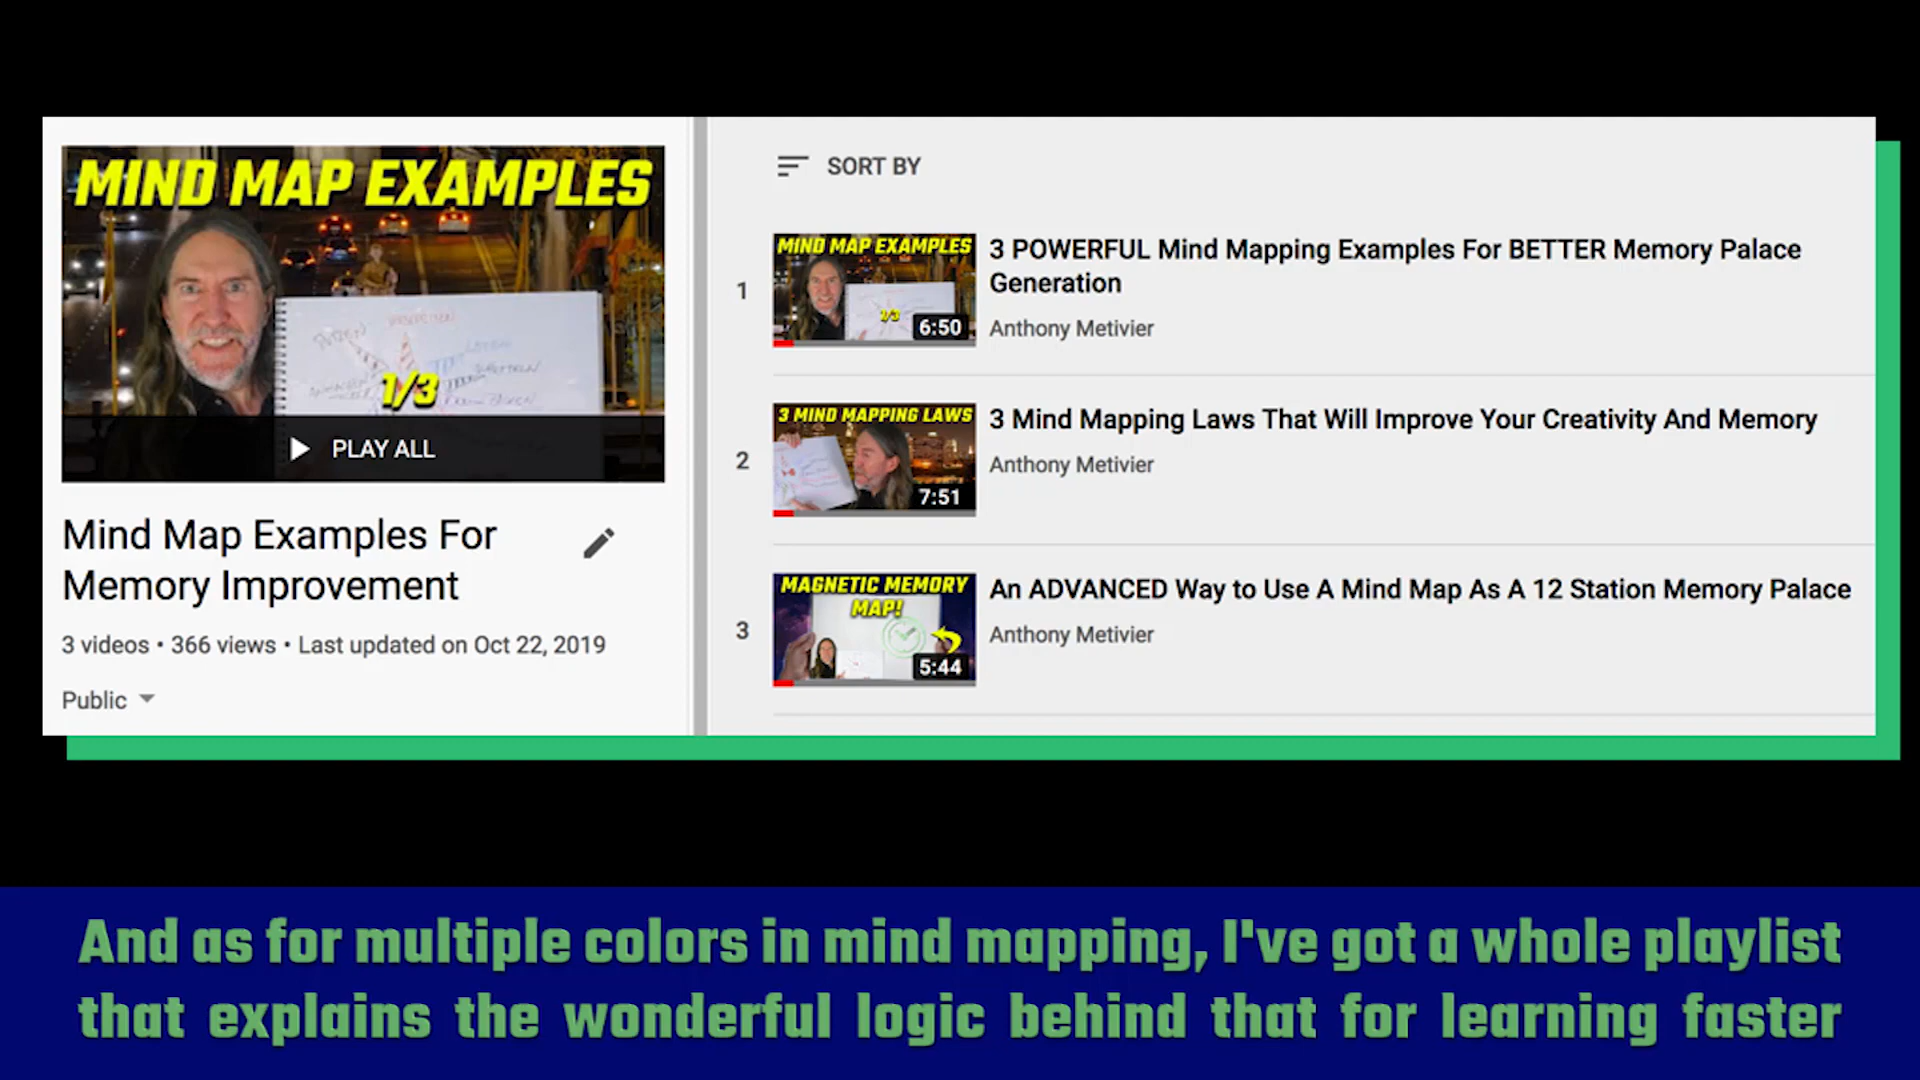 MIND MAP EXAMPLES
1/3
PLAY ALL
Mind Map Examples For
Memory Improvement
3 videos • 366 views • Last updated on Oct 22, 2019
Public
SORT BY
1
MIND MAP EXAMPLES
1/3
6:50
3 POWERFUL Mind Mapping Examples For BETTER Memory Palace
Generation
Anthony Metivier
2
3 MIND MAPPING LAWS
7:51
3 Mind Mapping Laws That Will Improve Your Creativity And Memory
Anthony Metivier
3
MAGNETIC MEMORY
MAP!
5:44
An ADVANCED Way to Use A Mind Map As A 12 Station Memory Palace
Anthony Metivier
And as for multiple colors in mind mapping, I've got a whole playlist
that explains the wonderful logic behind that for learning faster